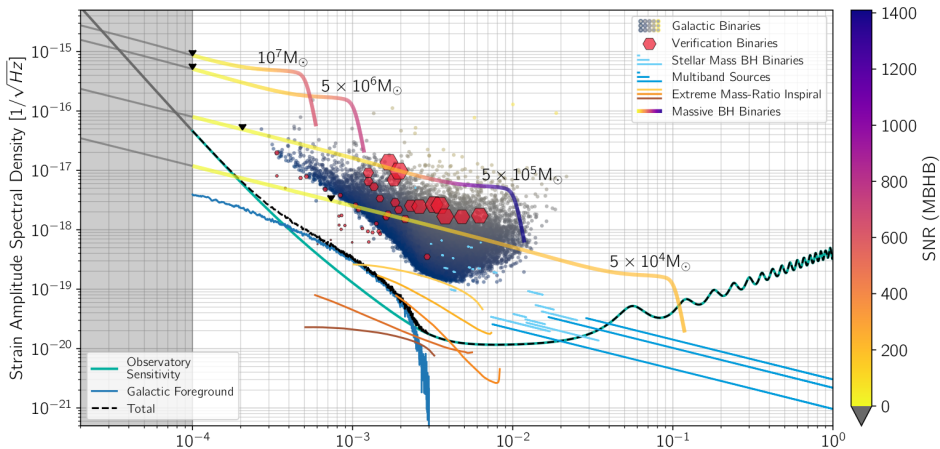 Strain Amplitude Spectral Density [1/√Hz]
10⁻¹⁵
10⁻¹⁶
10⁻¹⁷
10⁻¹⁸
10⁻¹⁹
10⁻²⁰
10⁻²¹
10⁷M☉
5 × 10⁶M☉
5 × 10⁵M☉
5 × 10⁴M☉
Galactic Binaries
Verification Binaries
Stellar Mass BH Binaries
Multiband Sources
Extreme Mass-Ratio Inspiral
Massive BH Binaries
Observatory
Sensitivity
Galactic Foreground
Total
10⁻⁴
10⁻³
10⁻²
10⁻¹
10⁰
1400
1200
1000
800
600
400
200
0
SNR (MBHB)